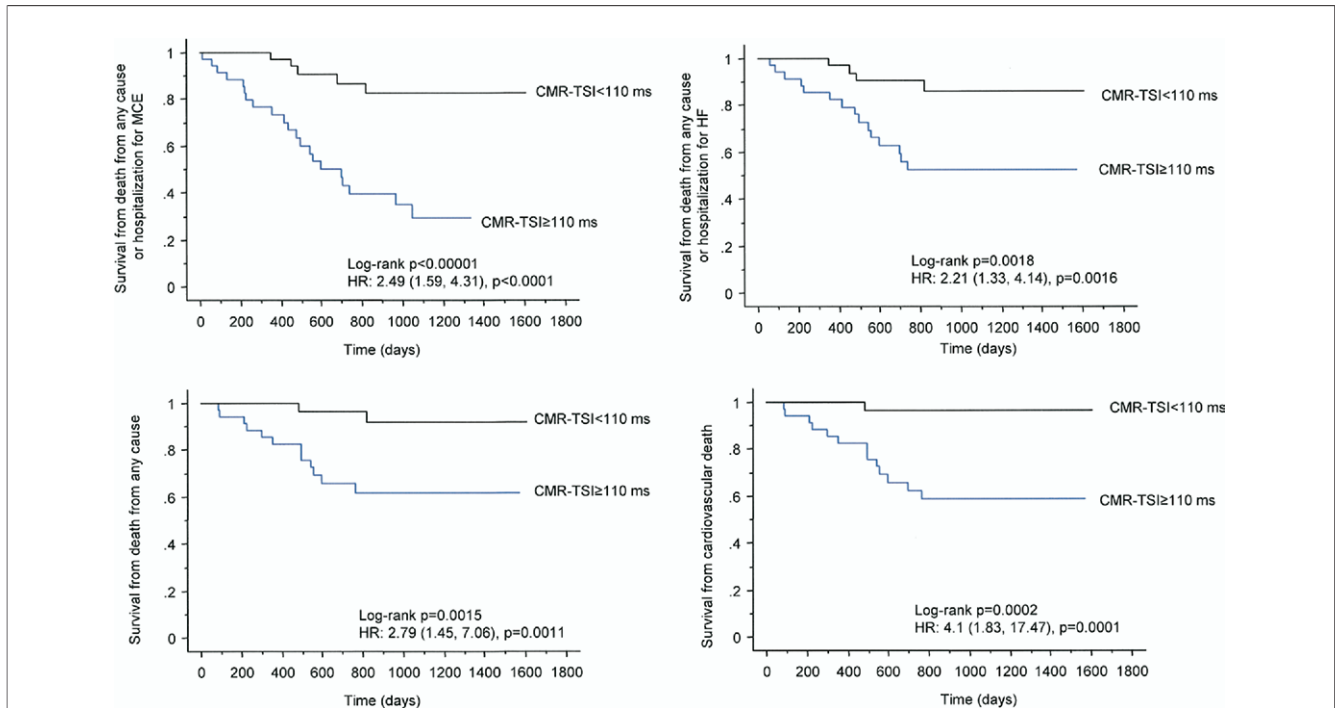 Survival from death from any cause
or hospitalization for MCE
1
.8
.6
.4
.2
0
CMR-TSI<110 ms
CMR-TSI≥110 ms
Log-rank p<0.00001
HR: 2.49 (1.59, 4.31), p<0.0001
0 200 400 600 800 1000 1200 1400 1600 1800
Time (days)
Survival from death from any cause
or hospitalization for HF
1
.8
.6
.4
.2
0
CMR-TSI<110 ms
CMR-TSI≥110 ms
Log-rank p=0.0018
HR: 2.21 (1.33, 4.14), p=0.0016
0 200 400 600 800 1000 1200 1400 1600 1800
Time (days)
Survival from death from any cause
1
.8
.6
.4
.2
0
CMR-TSI<110 ms
CMR-TSI≥110 ms
Log-rank p=0.0015
HR: 2.79 (1.45, 7.06), p=0.0011
0 200 400 600 800 1000 1200 1400 1600 1800
Time (days)
Survival from cardiovascular death
1
.8
.6
.4
.2
0
CMR-TSI<110 ms
CMR-TSI≥110 ms
Log-rank p=0.0002
HR: 4.1 (1.83, 17.47), p=0.0001
0 200 400 600 800 1000 1200 1400 1600 1800
Time (days)